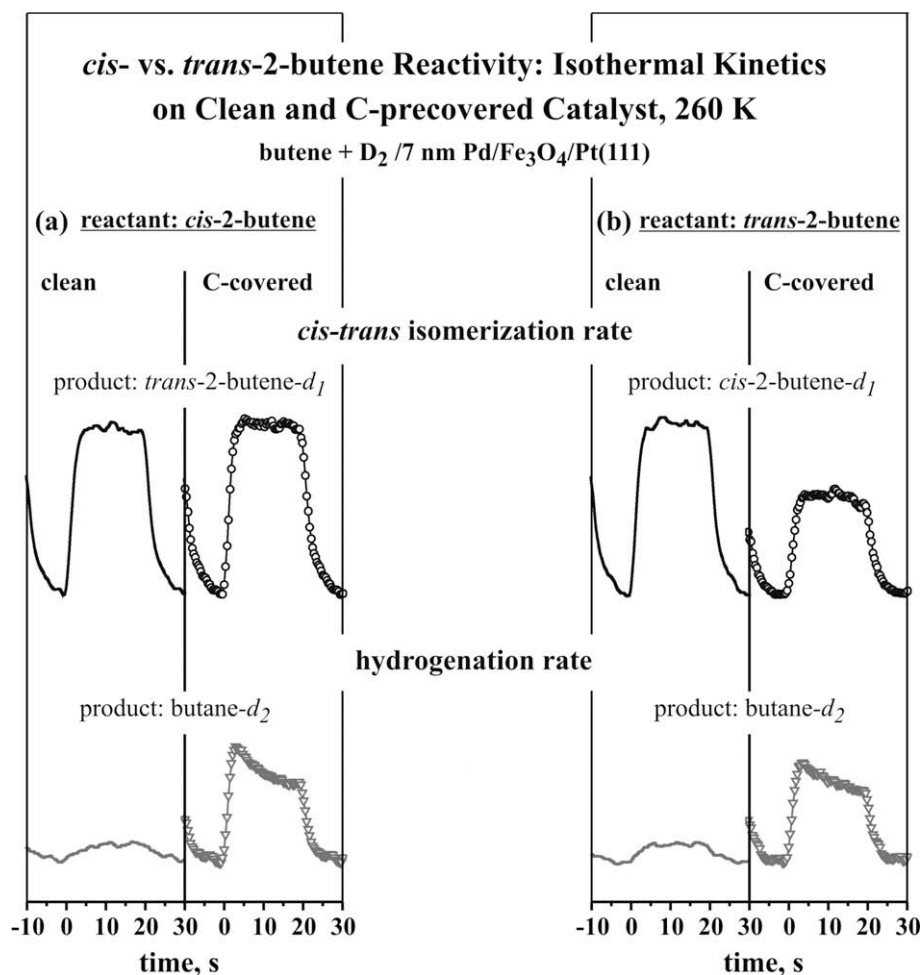 cis- vs. trans-2-butene Reactivity: Isothermal Kinetics
on Clean and C-precovered Catalyst, 260 K
butene + D2 /7 nm Pd/Fe3O4/Pt(111)
(a) reactant: cis-2-butene
(b) reactant: trans-2-butene
clean C-covered
clean C-covered
cis-trans isomerization rate
product: trans-2-butene-d1
product: cis-2-butene-d1
hydrogenation rate
product: butane-d2
product: butane-d2
-10 0 10 20 30 0 10 20 30
-10 0 10 20 30 0 10 20 30
time, s
time, s